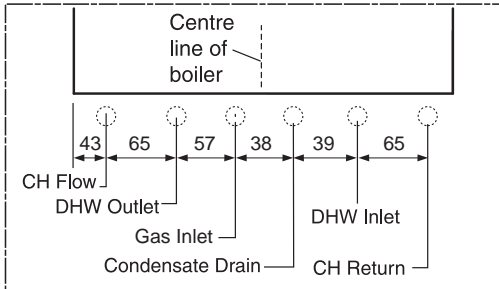 Centre
line of
boiler
43 65 57 38 39 65
CH Flow
DHW Outlet
DHW Inlet
Gas Inlet
Condensate Drain
CH Return